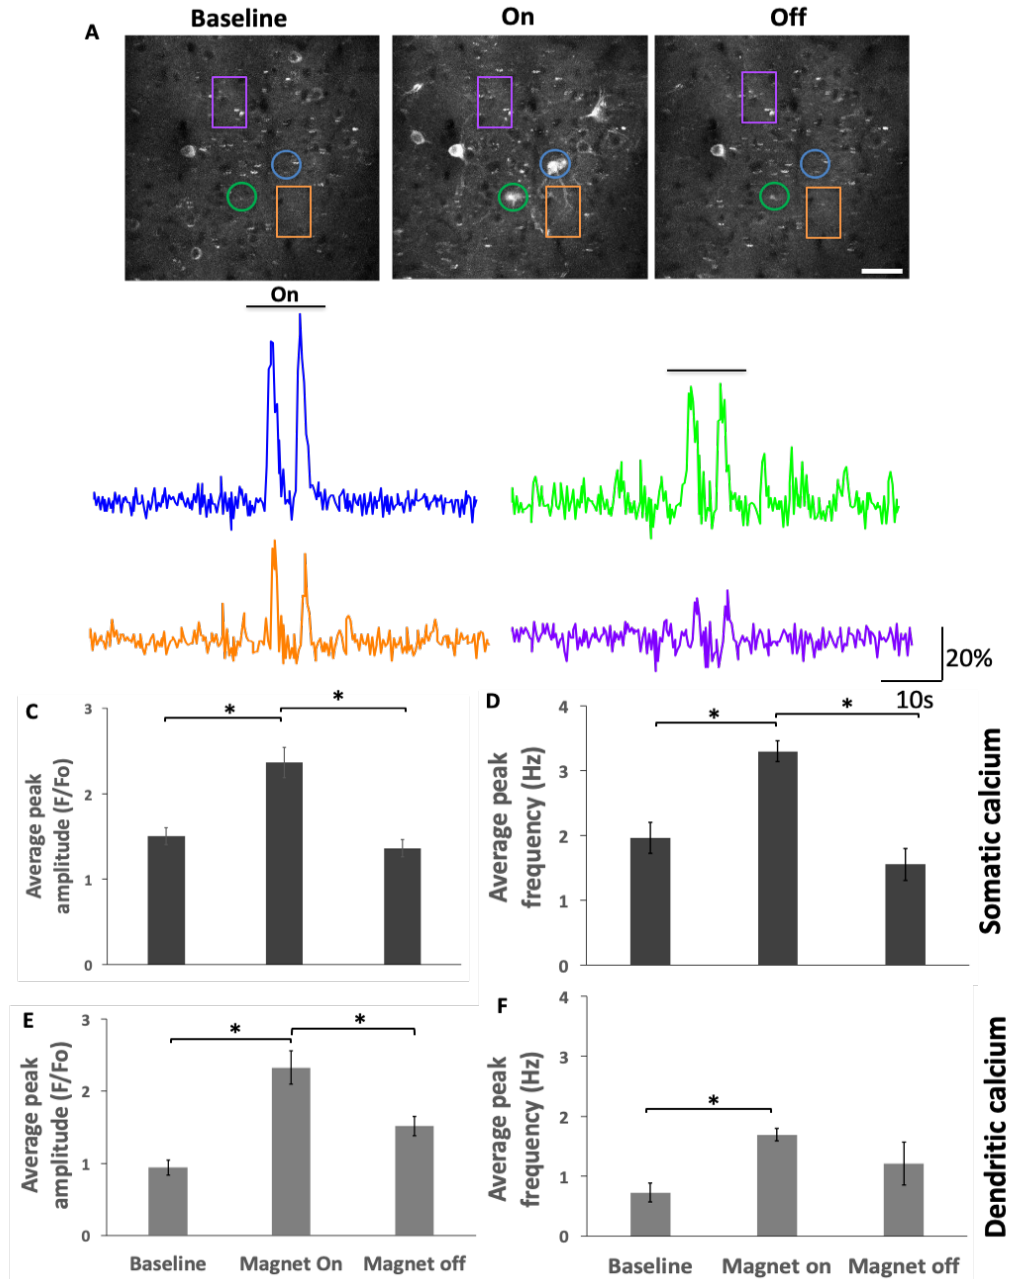 Baseline
On
Off
A
On
20%
10s
C
3
2
1
0
Average peak
amplitude (F/Fo)
*
*
D
4
3
2
1
0
Average peak
frequency (Hz)
*
*
Somatic calcium
E
3
2
1
0
Average peak
amplitude (F/Fo)
*
*
Baseline
Magnet On
Magnet off
F
4
3
2
1
0
Average peak
frequency (Hz)
*
Baseline
Magnet on
Magnet off
Dendritic calcium